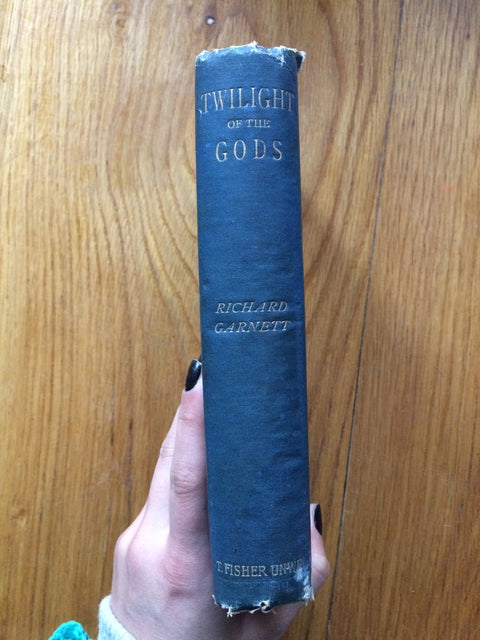 TWILIGHT
OF THE
GODS
RICHARD
GARNETT
T. FISHER